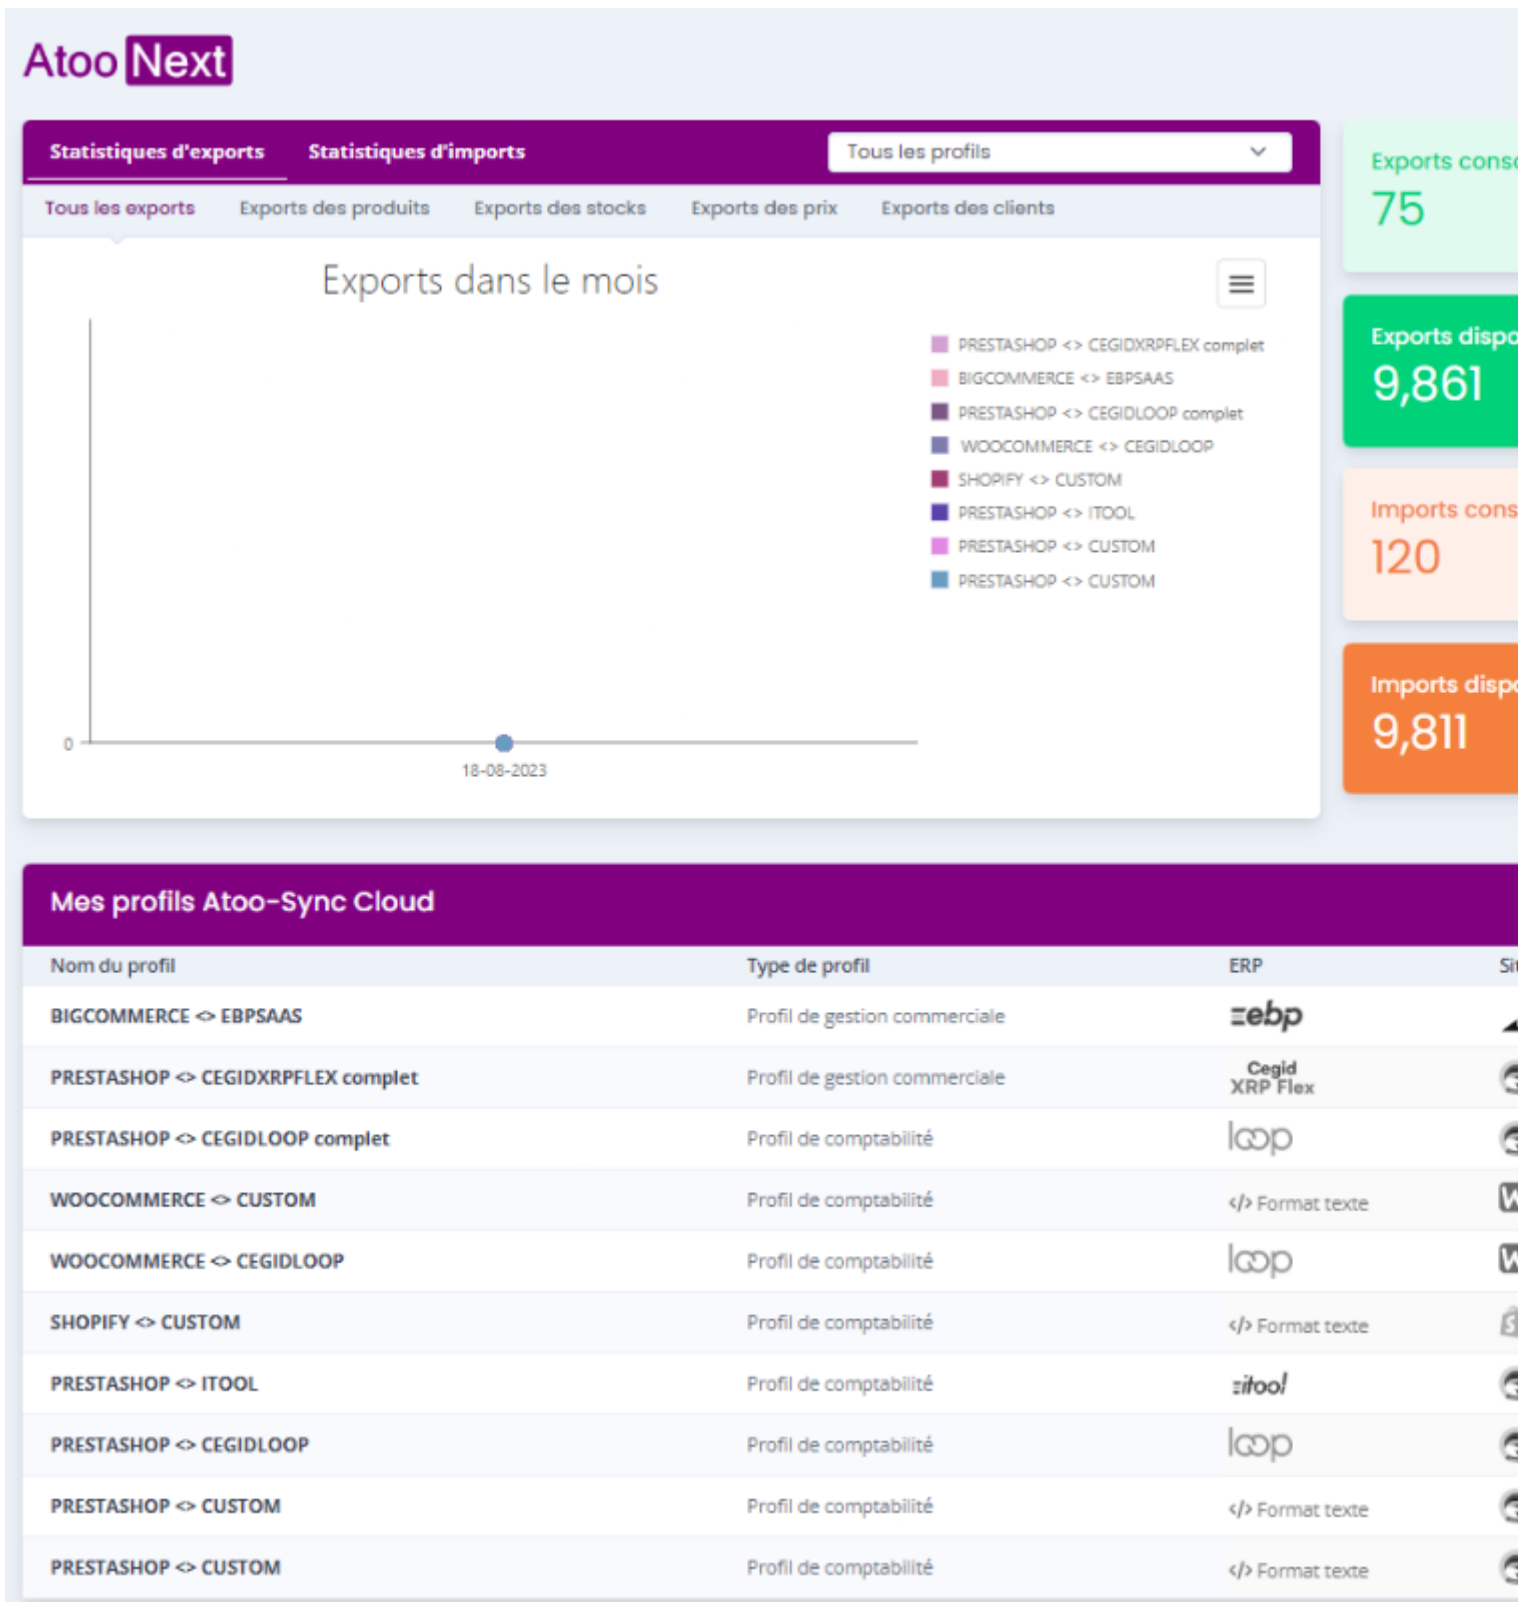 Atoo Next
Statistiques d'exports Statistiques d'imports Tous les profils
Tous les exports Exports des produits Exports des stocks Exports des prix Exports des clients
Exports dans le mois
PRESTASHOP <> CEGIDXRPFLEX complet
BIGCOMMERCE <> EBPSAAS
PRESTASHOP <> CEGIDLOOP complet
WOOCOMMERCE <> CEGIDLOOP
SHOPIFY <> CUSTOM
PRESTASHOP <> ITOOL
PRESTASHOP <> CUSTOM
PRESTASHOP <> CUSTOM
0
18-08-2023
Exports
75
Exports
9,861
Imports
120
Imports
9,811
Mes profils Atoo-Sync Cloud
Nom du profil Type de profil ERP
BIGCOMMERCE <> EBPSAAS Profil de gestion commerciale ebp
PRESTASHOP <> CEGIDXRPFLEX complet Profil de gestion commerciale Cegid XRP Flex
PRESTASHOP <> CEGIDLOOP complet Profil de comptabilité loop
WOOCOMMERCE <> CUSTOM Profil de comptabilité </> Format texte
WOOCOMMERCE <> CEGIDLOOP Profil de comptabilité loop
SHOPIFY <> CUSTOM Profil de comptabilité </> Format texte
PRESTASHOP <> ITOOL Profil de comptabilité itool
PRESTASHOP <> CEGIDLOOP Profil de comptabilité loop
PRESTASHOP <> CUSTOM Profil de comptabilité </> Format texte
PRESTASHOP <> CUSTOM Profil de comptabilité </> Format texte